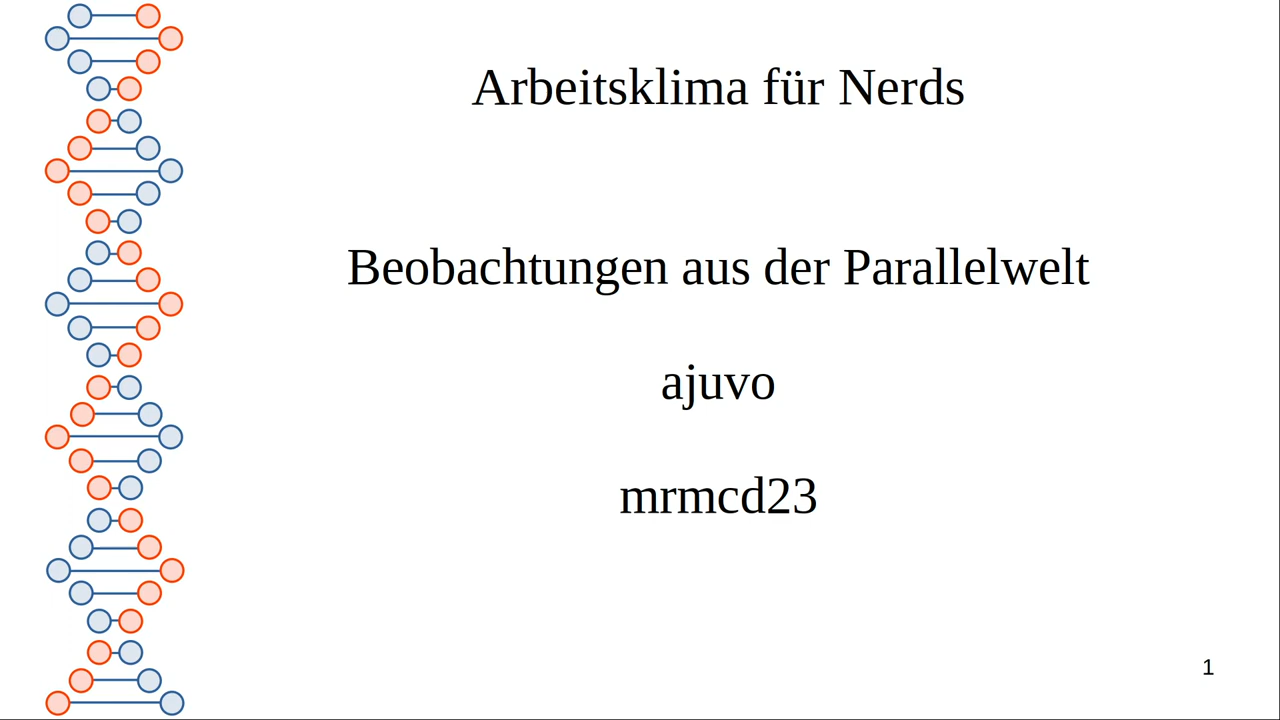 Arbeitsklima für Nerds
Beobachtungen aus der Parallelwelt
ajuvo
mrmcd23
1